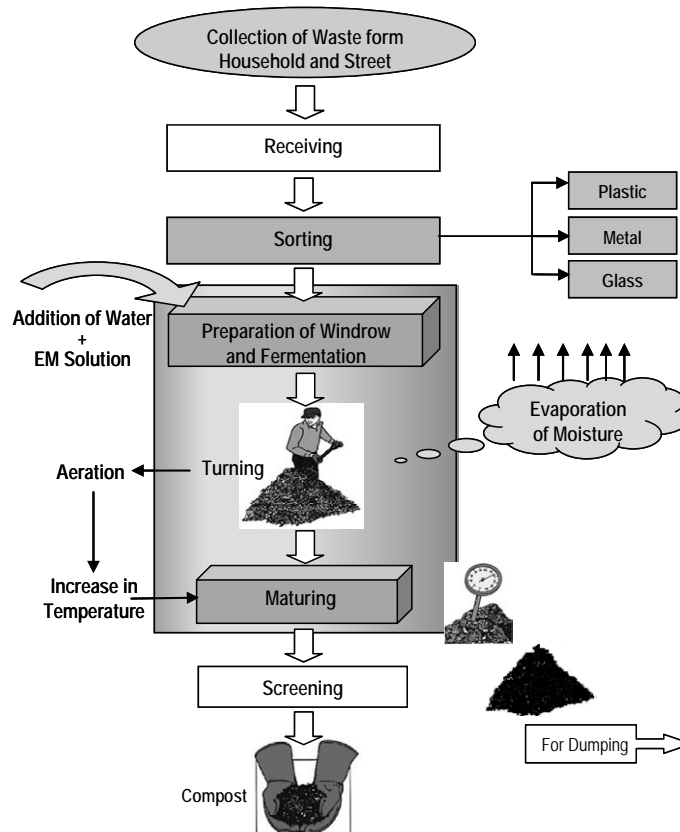 Collection of Waste form
Household and Street
Receiving
Sorting
Plastic
Metal
Glass
Addition of Water
+
EM Solution
Preparation of Windrow
and Fermentation
Evaporation
of Moisture
Aeration
Turning
Increase in
Temperature
Maturing
Screening
For Dumping
Compost